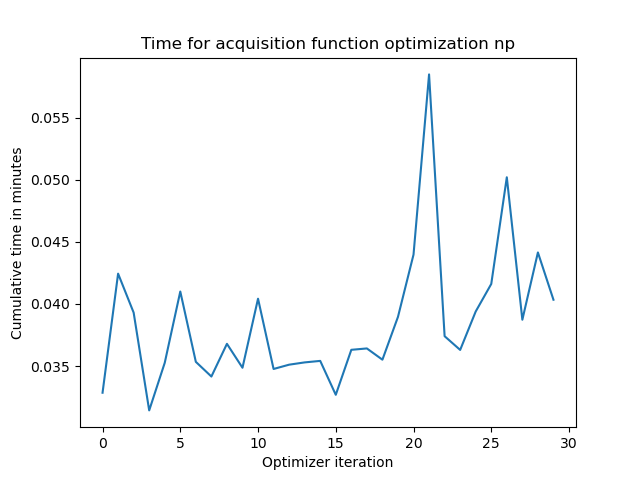 Time for acquisition function optimization np
Cumulative time in minutes
0.055
0.050
0.045
0.040
0.035
0 5 10 15 20 25 30
Optimizer iteration